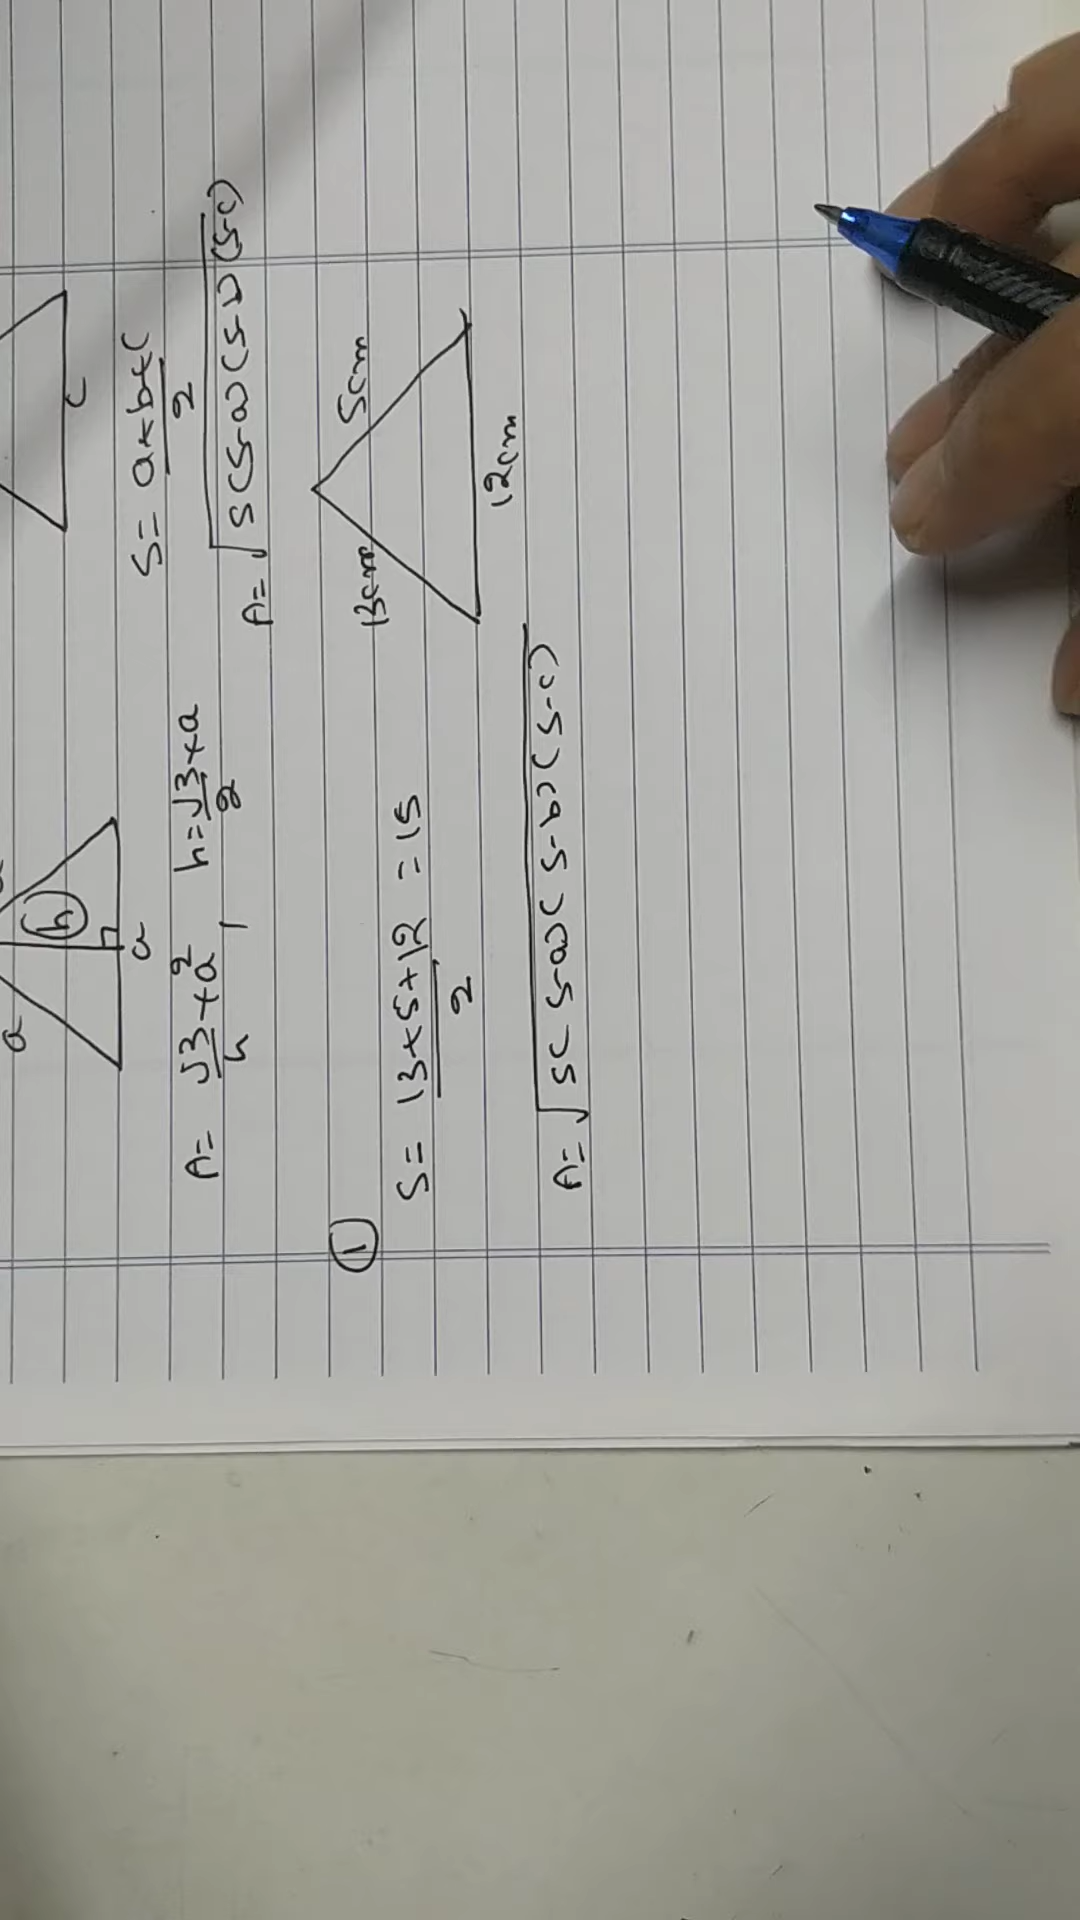 a
h
a
c
A= √3/4 × a² , h= √3/2 × a
S= a+b+c/2
A= √s(s-a)(s-b)(s-c)
①
13cm
5cm
12cm
S= 13+5+12/2 =15
A= √s(s-a)(s-b)(s-c)